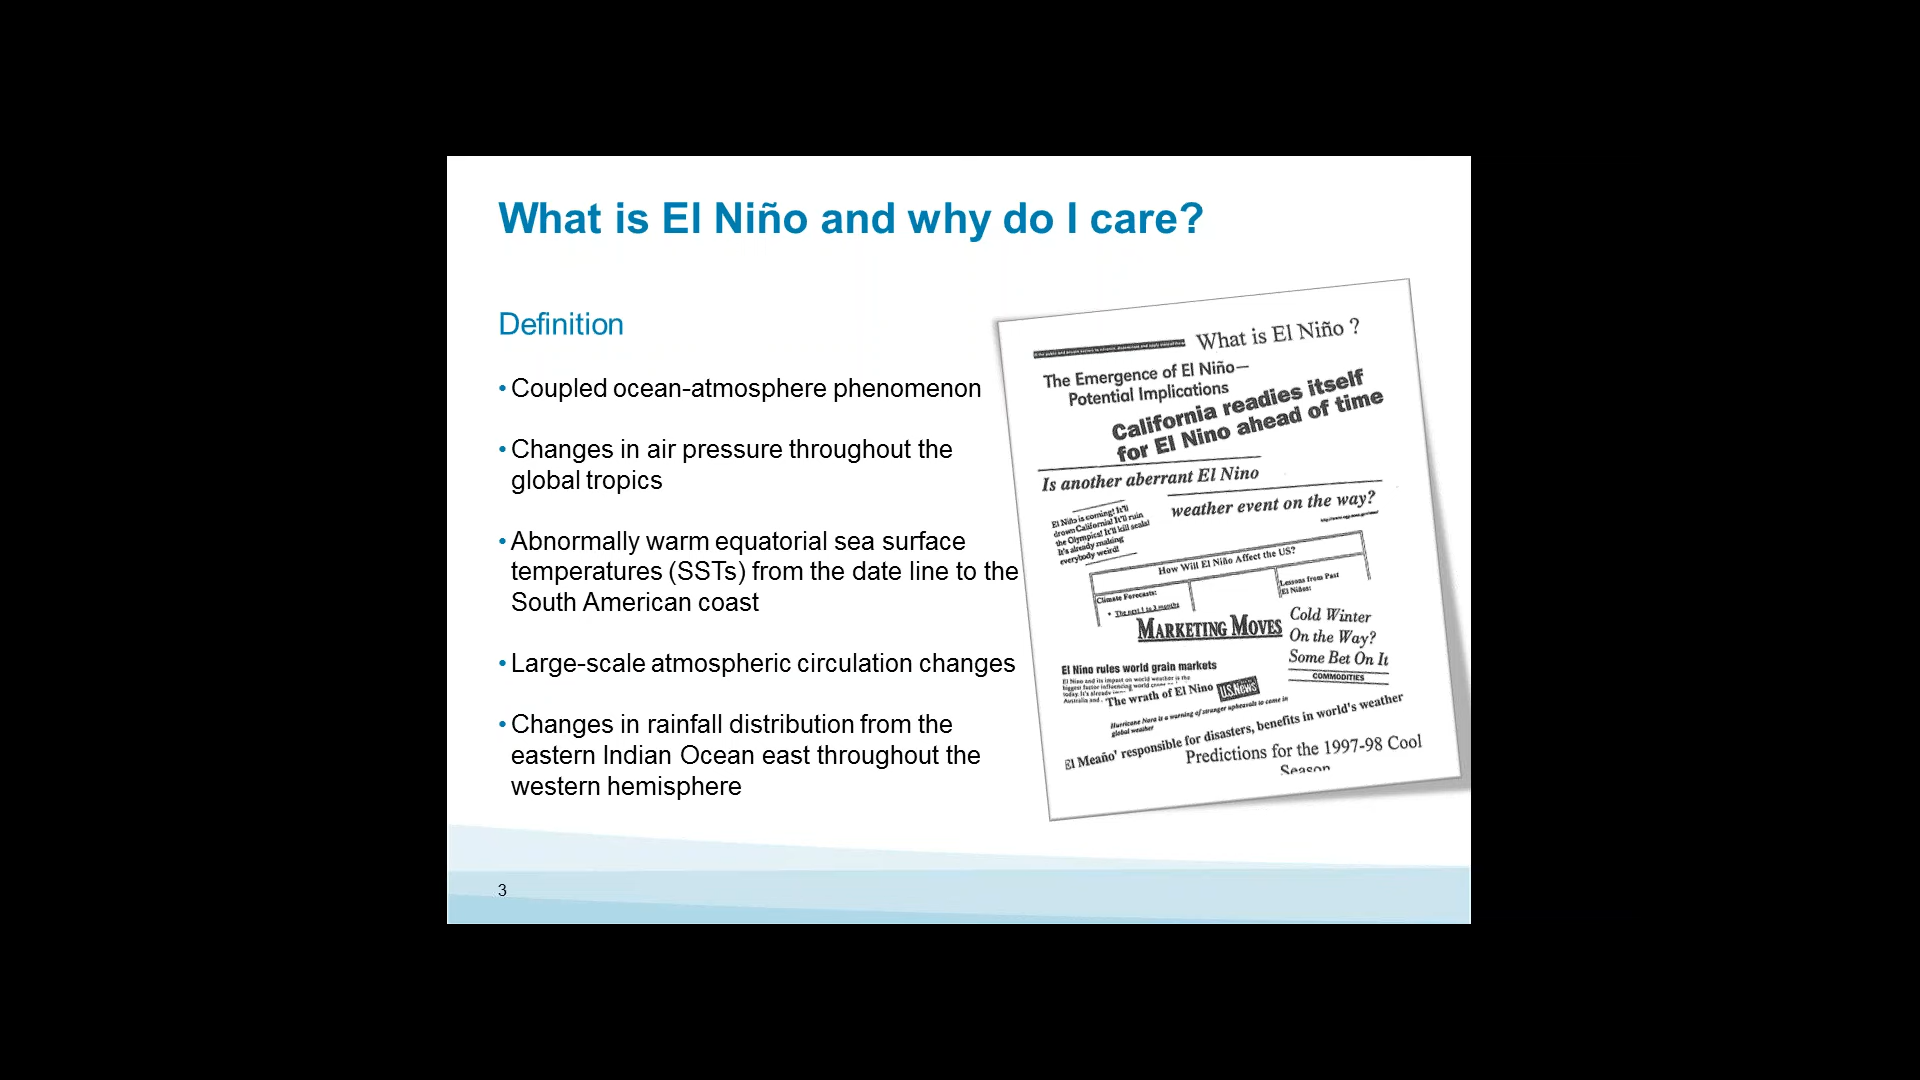 What is El Niño and why do I care?
Definition
• Coupled ocean-atmosphere phenomenon
• Changes in air pressure throughout the
global tropics
• Abnormally warm equatorial sea surface
temperatures (SSTs) from the date line to the
South American coast
• Large-scale atmospheric circulation changes
• Changes in rainfall distribution from the
eastern Indian Ocean east throughout the
western hemisphere
3
What is El Niño ?
The Emergence of El Niño—
Potential Implications
California readies itself
for El Nino ahead of time
Is another aberrant El Nino
weather event on the way?
El Niño is coming! It'll
drown California! It'll ruin
the Olympics! It'll kill seals!
It's already making
everybody weird!
How Will El Niño Affect the US?
Climate Forecasts:
• The next 1 to 3 months
Lessons from Past
El Niños:
MARKETING MOVES
Cold Winter
On the Way?
Some Bet On It
COMMODITIES
El Nino rules world grain markets
El Nino and its impact on world weather is the
biggest factor influencing world
today. It's already
Australia and
The wrath of El Nino
U.S. News
Hurricane Nora is a warning of stranger upheavals to come in
global weather
El Meaño' responsible for disasters, benefits in world's weather
Predictions for the 1997-98 Cool
Season